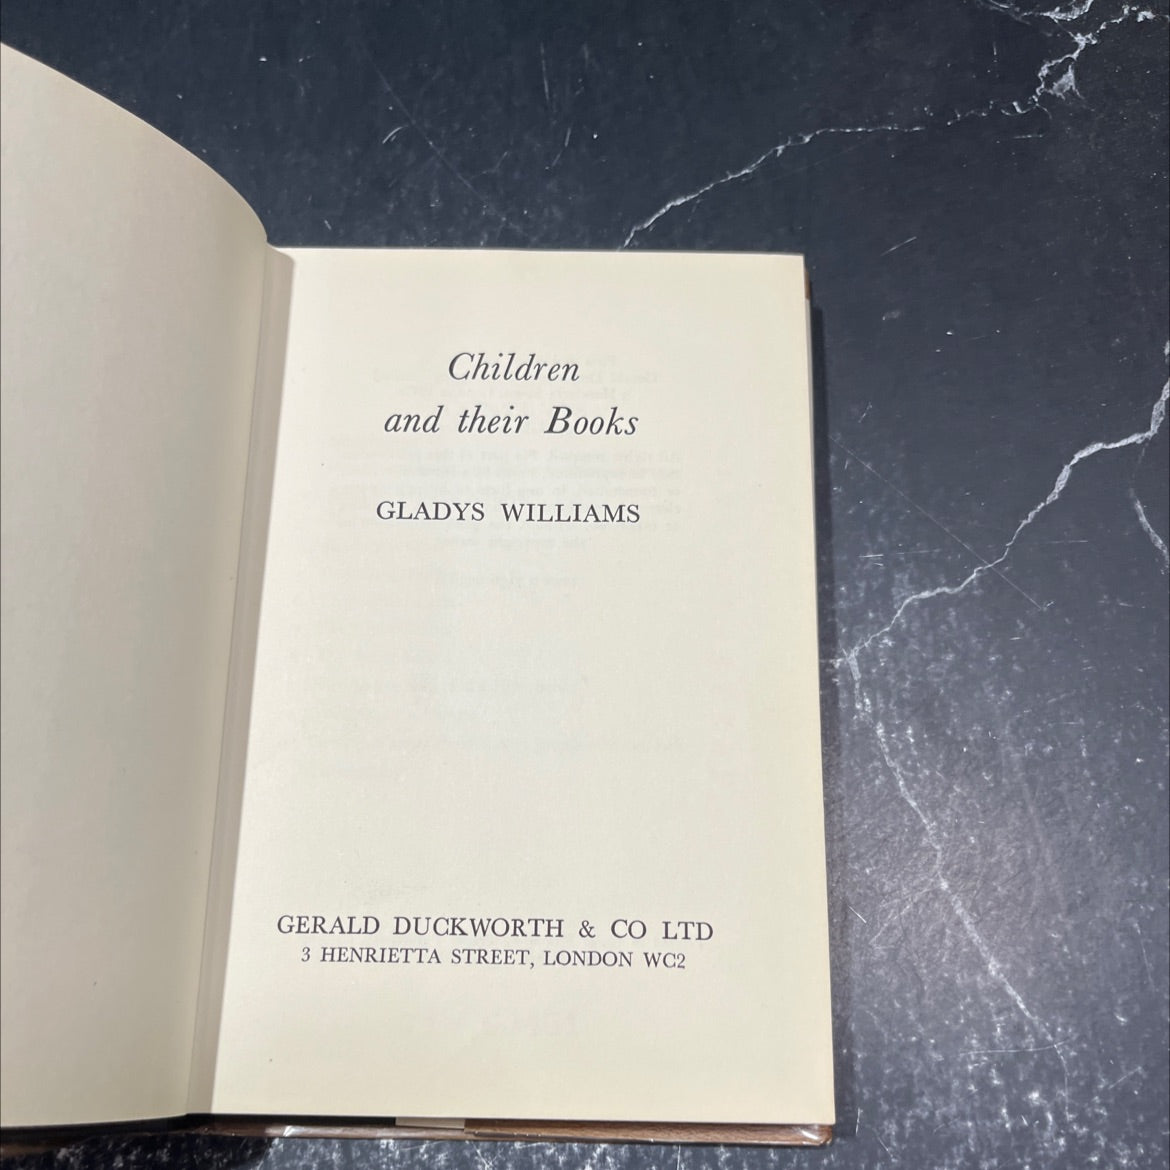 Children
and their Books
GLADYS WILLIAMS
GERALD DUCKWORTH & CO LTD
3 HENRIETTA STREET, LONDON WC2